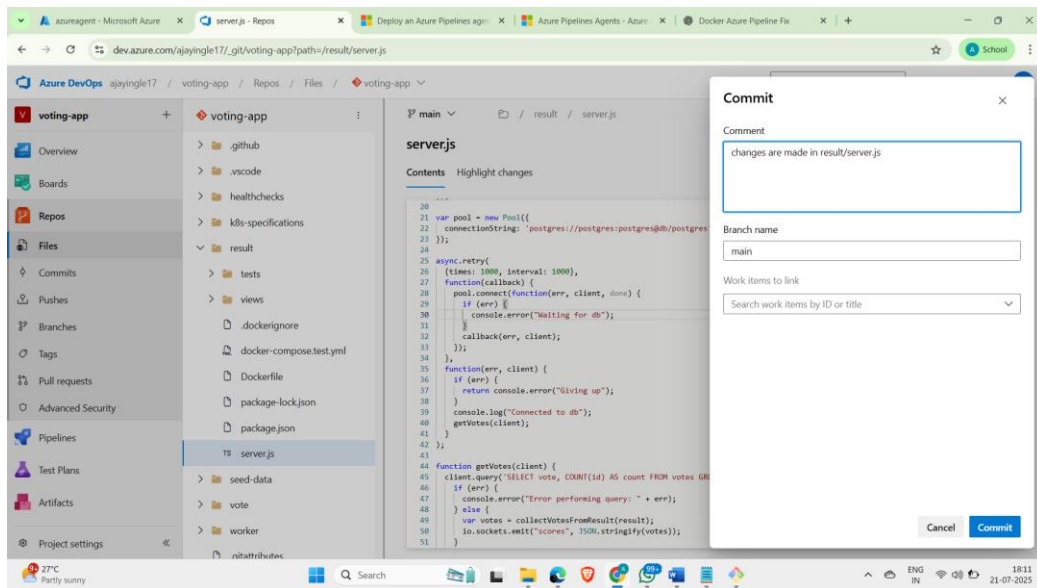 azureagent - Microsoft Azure
server.js - Repos
Deploy an Azure Pipelines agen
Azure Pipelines Agents - Azure
Docker Azure Pipeline Fix
dev.azure.com/ajayingle17/_git/voting-app?path=/result/server.js
A School
Azure DevOps ajayingle17 / voting-app / Repos / Files / voting-app
V voting-app +
Overview
Boards
Repos
Files
Commits
Pushes
Branches
Tags
Pull requests
Advanced Security
Pipelines
Test Plans
Artifacts
Project settings
voting-app
.github
.vscode
healthchecks
k8s-specifications
result
tests
views
.dockerignore
docker-compose.test.yml
Dockerfile
package-lock.json
package.json
TS server.js
seed-data
vote
worker
main / result / server.js
server.js
Contents Highlight changes
20
21 var pool = new Pool({
22 connectionString: 'postgres://postgres:postgres@db/postgres
23 });
24
25 async.retry(
26 {times: 1000, interval: 1000},
27 function(callback) {
28 pool.connect(function(err, client, done) {
29 if (err) {
30 console.error("Waiting for db");
31 }
32 callback(err, client);
33 });
34 },
35 function(err, client) {
36 if (err) {
37 return console.error("Giving up");
38 }
39 console.log("Connected to db");
40 getVotes(client);
41 }
42 );
43
44 function getVotes(client) {
45 client.query('SELECT vote, COUNT(id) AS count FROM votes GR
46 if (err) {
47 console.error("Error performing query: " + err);
48 } else {
49 var votes = collectVotesFromResult(result);
50 io.sockets.emit("scores", JSON.stringify(votes));
51 }
Commit
Comment
changes are made in result/server.js
Branch name
main
Work items to link
Search work items by ID or title
Cancel Commit
27°C
Partly sunny
Search
99+
ENG
IN
18:11
21-07-2025